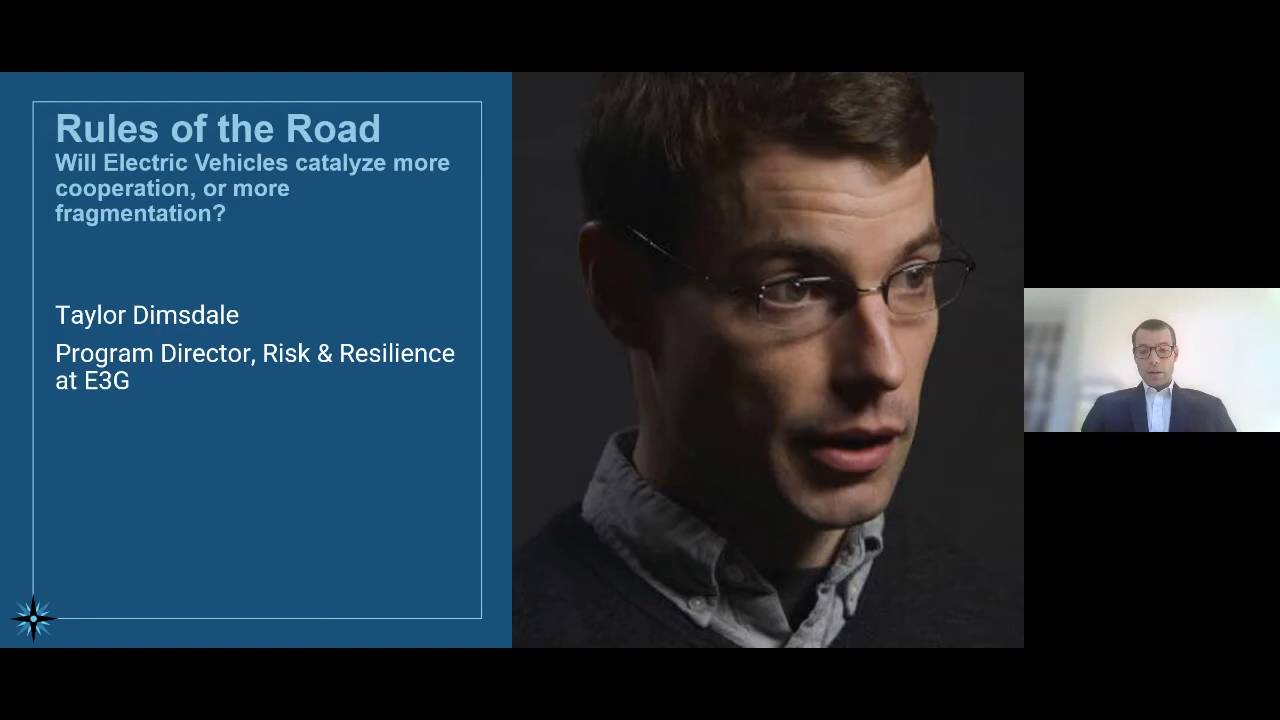 Rules of the Road
Will Electric Vehicles catalyze more
cooperation, or more
fragmentation?
Taylor Dimsdale
Program Director, Risk & Resilience
at E3G